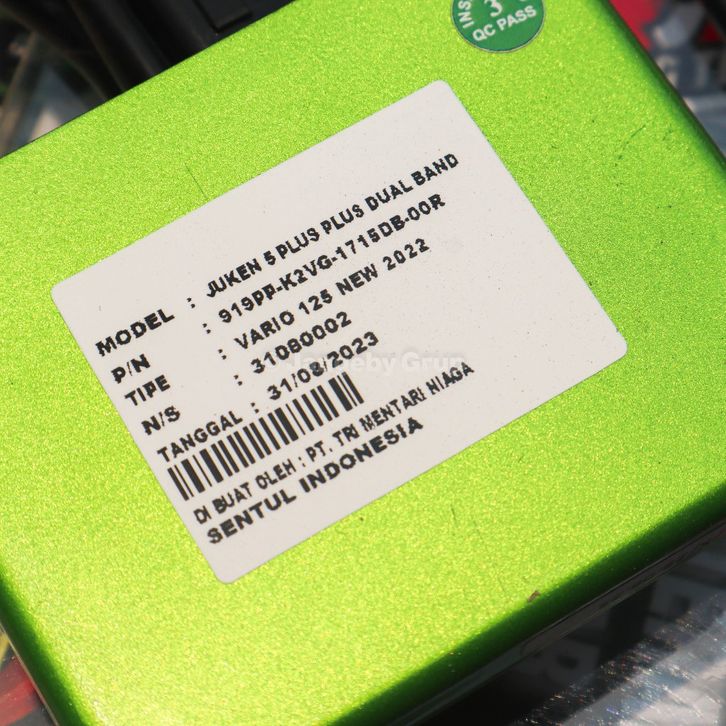 INS
3
QC PASS
MODEL : JUKEN 5 PLUS PLUS DUAL BAND
P/N : 919PP-K2VG-1715DB-00R
TIPE : VARIO 125 NEW 2022
N/S : 31080002
TANGGAL : 31/08/2023
DI BUAT OLEH : PT. TRI MENTARI NIAGA
SENTUL INDONESIA